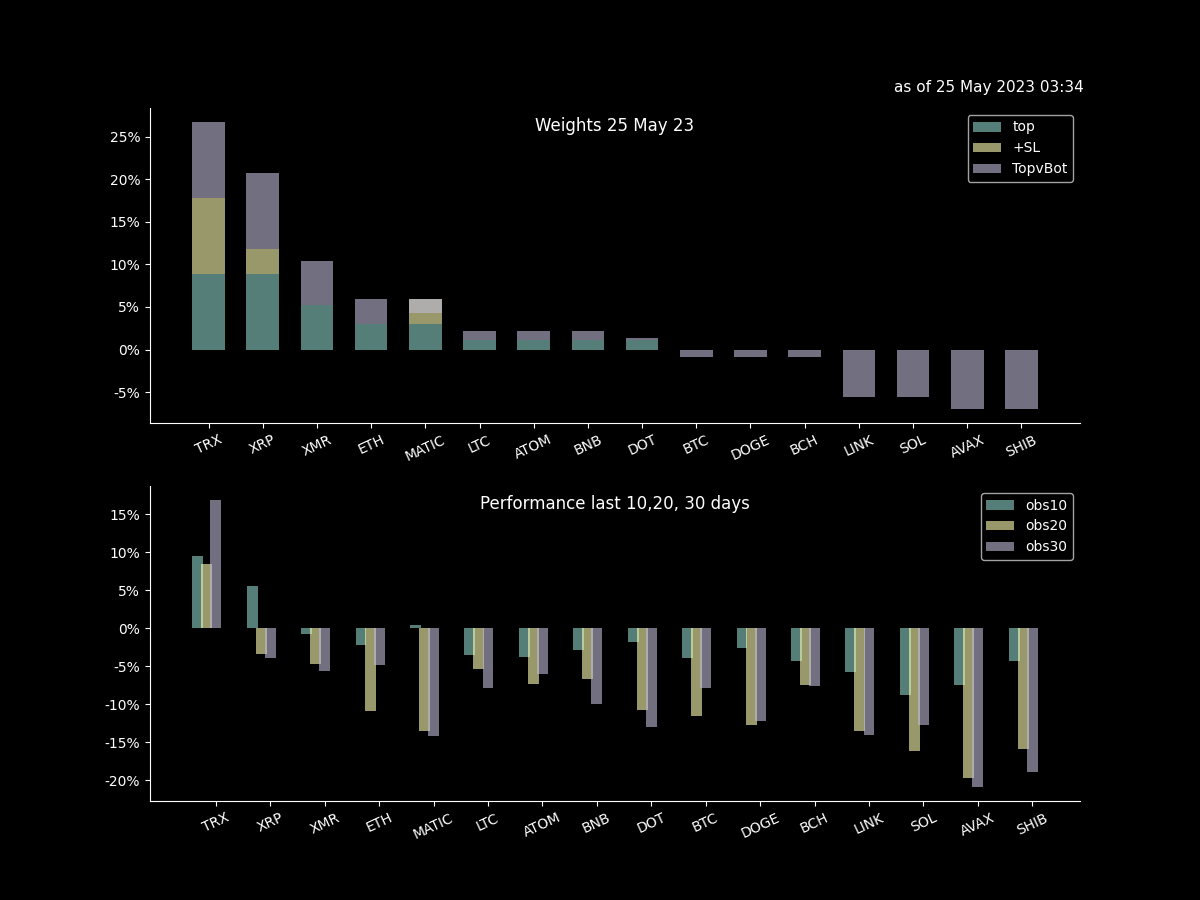 as of 25 May 2023 03:34
Weights 25 May 23
top
+SL
TopvBot
25%
20%
15%
10%
5%
0%
-5%
TRX XRP XMR ETH MATIC LTC ATOM BNB DOT BTC DOGE BCH LINK SOL AVAX SHIB
Performance last 10,20, 30 days
obs10
obs20
obs30
15%
10%
5%
0%
-5%
-10%
-15%
-20%
TRX XRP XMR ETH MATIC LTC ATOM BNB DOT BTC DOGE BCH LINK SOL AVAX SHIB